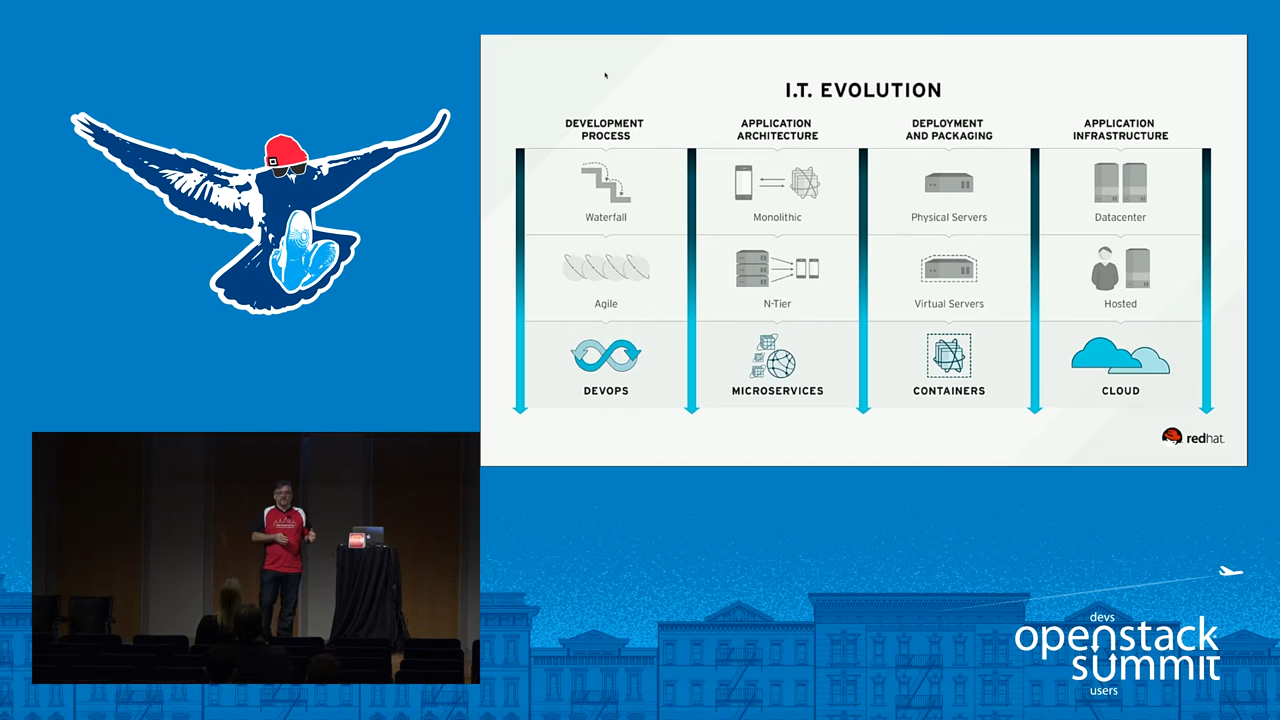 I.T. EVOLUTION
DEVELOPMENT
PROCESS
APPLICATION
ARCHITECTURE
DEPLOYMENT
AND PACKAGING
APPLICATION
INFRASTRUCTURE
Waterfall
Monolithic
Physical Servers
Datacenter
Agile
N-Tier
Virtual Servers
Hosted
DEVOPS
MICROSERVICES
CONTAINERS
CLOUD
redhat.
devs
openstack
summit
users